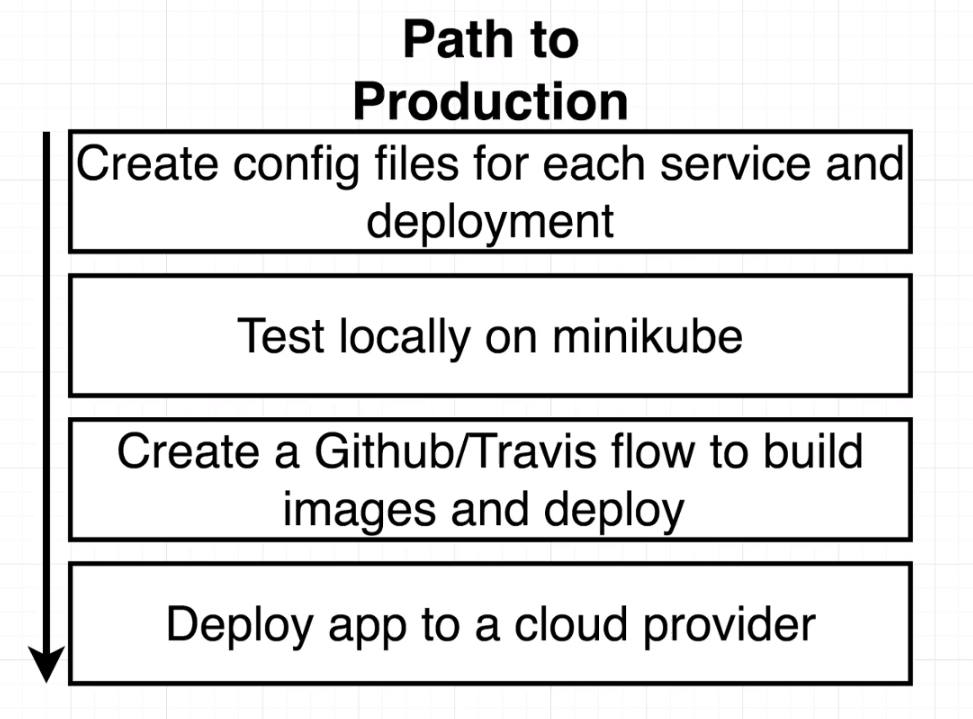 Path to
Production
Create config files for each service and
deployment
Test locally on minikube
Create a Github/Travis flow to build
images and deploy
Deploy app to a cloud provider